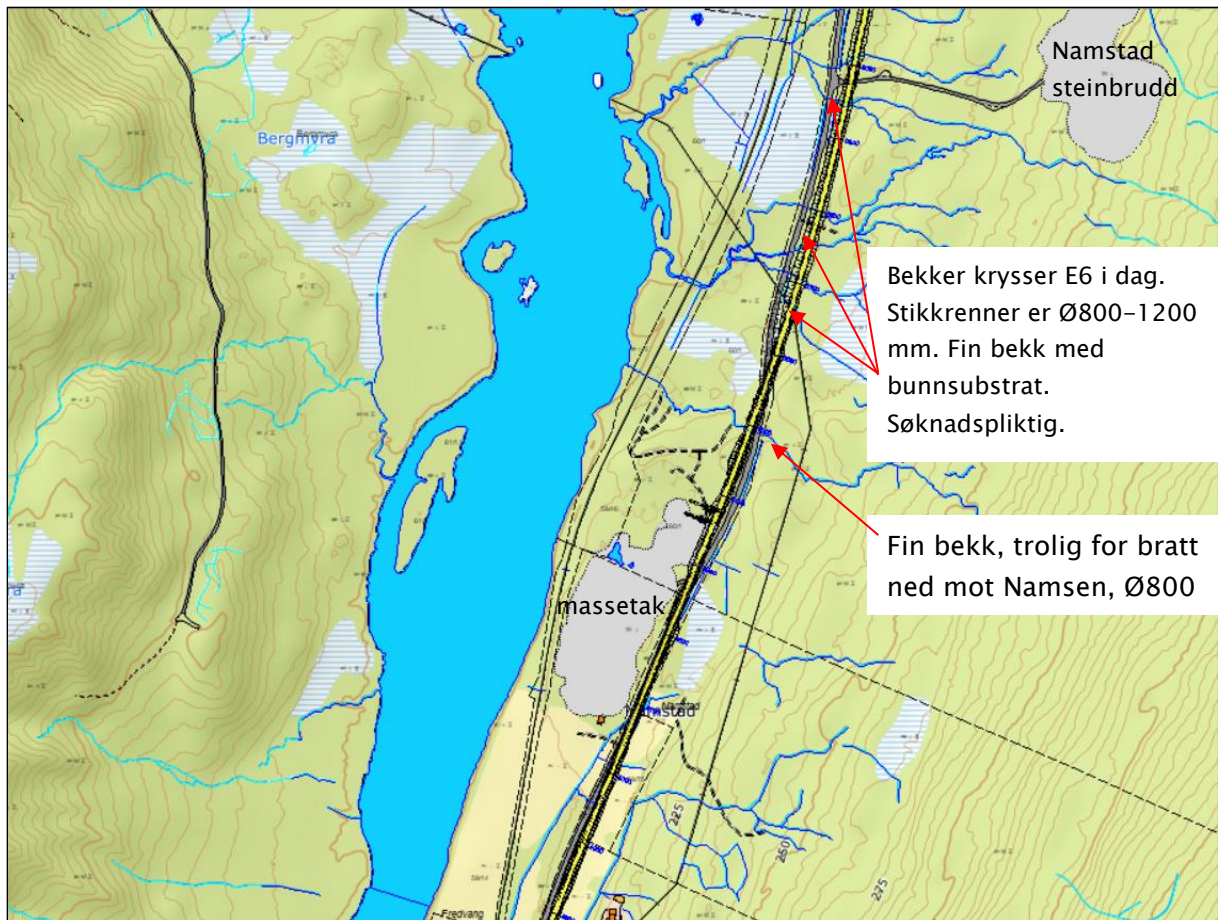 Namstad
steinbrudd
Bergmyra
Bekker krysser E6 i dag.
Stikkrenner er Ø800-1200
mm. Fin bekk med
bunnsubstrat.
Søknadspliktig.
Fin bekk, trolig for bratt
ned mot Namsen, Ø800
massetak
Namstad
225
250
275
Fredvang